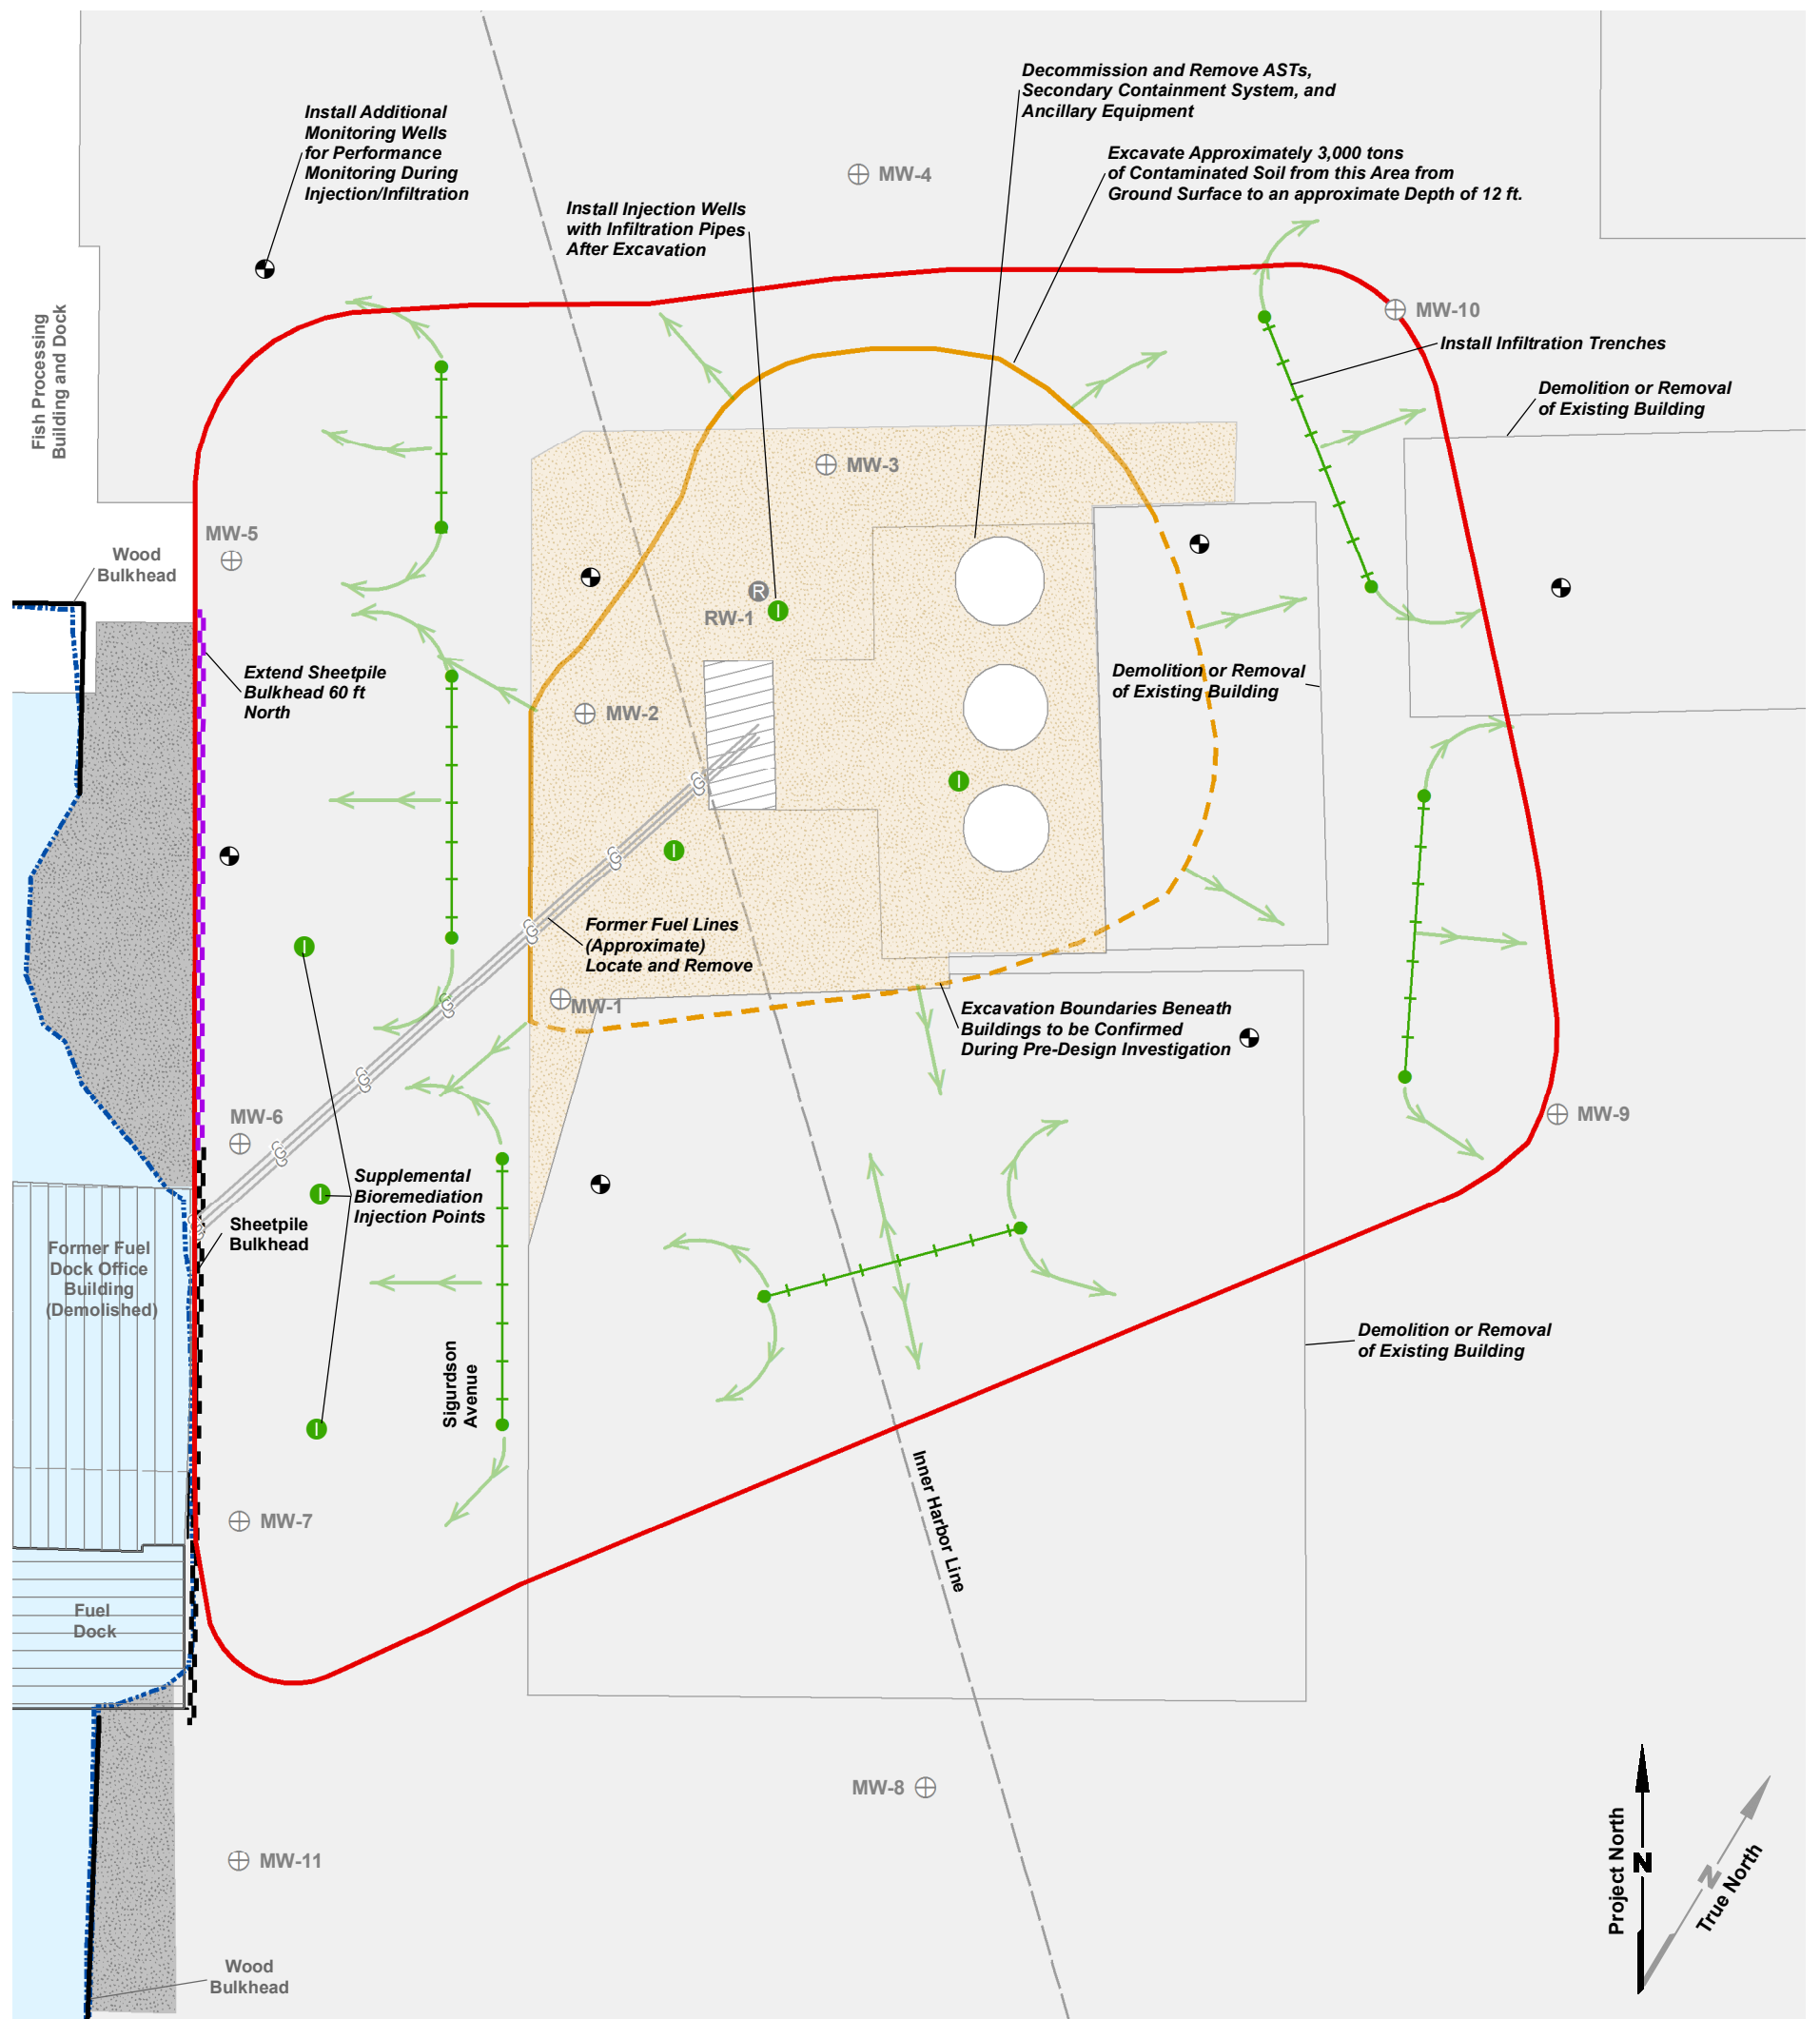 Decommission and Remove ASTs,
Secondary Containment System, and
Ancillary Equipment
Install Additional
Monitoring Wells
for Performance
Monitoring During
Injection/Infiltration
Excavate Approximately 3,000 tons
of Contaminated Soil from this Area from
Ground Surface to an approximate Depth of 12 ft.
MW-4
Install Injection Wells
with Infiltration Pipes
After Excavation
MW-10
Install Infiltration Trenches
Fish Processing
Building and Dock
Demolition or Removal
of Existing Building
MW-3
MW-5
Wood
Bulkhead
R
RW-1
I
Extend Sheetpile
Bulkhead 60 ft
North
Demolition or Removal
of Existing Building
MW-2
G
G
G
I
I
G
G
G
Former Fuel Lines
(Approximate)
Locate and Remove
G
G
G
I
MW-1
G
G
G
Excavation Boundaries Beneath
Buildings to be Confirmed
During Pre-Design Investigation
G
G
G
MW-6
MW-9
G
G
G
Supplemental
Bioremediation
Injection Points
I
G
G
G
Sheetpile
Bulkhead
Former Fuel
Dock Office
Building
(Demolished)
Demolition or Removal
of Existing Building
Sigurdson
Avenue
I
Inner Harbor Line
MW-7
Fuel
Dock
MW-8
MW-11
Project North
N
N
True North
Wood
Bulkhead